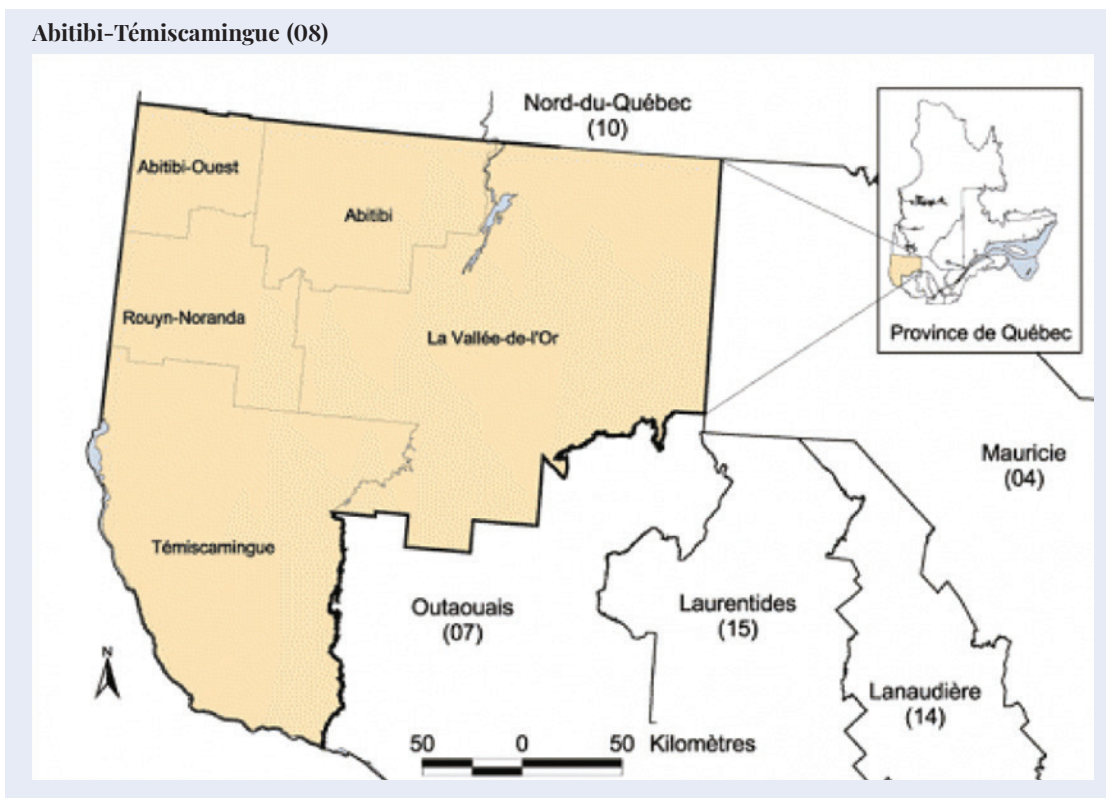 Abitibi-Témiscamingue (08)
Nord-du-Québec
(10)
Abitibi-Ouest
Abitibi
Rouyn-Noranda
La Vallée-de-l'Or
Province de Québec
Mauricie
(04)
Témiscamingue
Outaouais
(07)
Laurentides
(15)
Lanaudière
(14)
N
50 0 50 Kilomètres